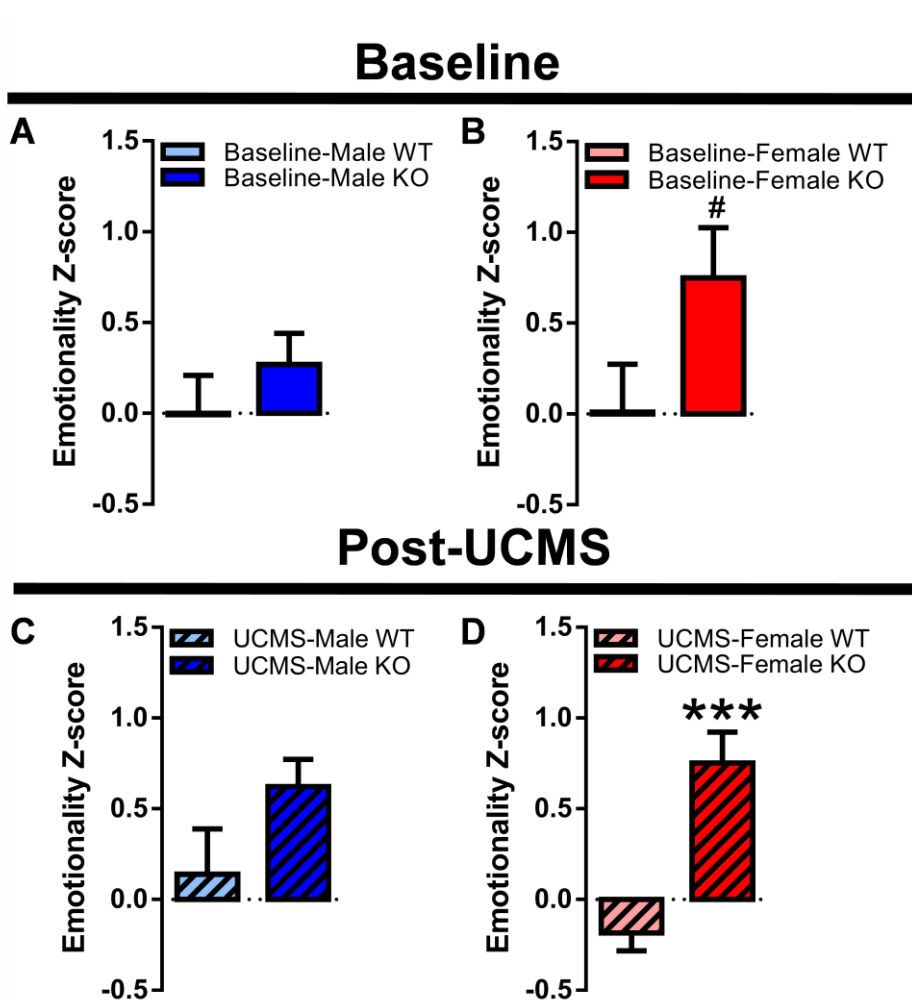 Baseline
A
1.5
1.0
0.5
0.0
-0.5
Emotionality Z-score
Baseline-Male WT
Baseline-Male KO
B
1.5
1.0
0.5
0.0
-0.5
Emotionality Z-score
Baseline-Female WT
Baseline-Female KO
#
Post-UCMS
C
1.5
1.0
0.5
0.0
-0.5
Emotionality Z-score
UCMS-Male WT
UCMS-Male KO
D
1.5
1.0
0.5
0.0
-0.5
Emotionality Z-score
UCMS-Female WT
UCMS-Female KO
***